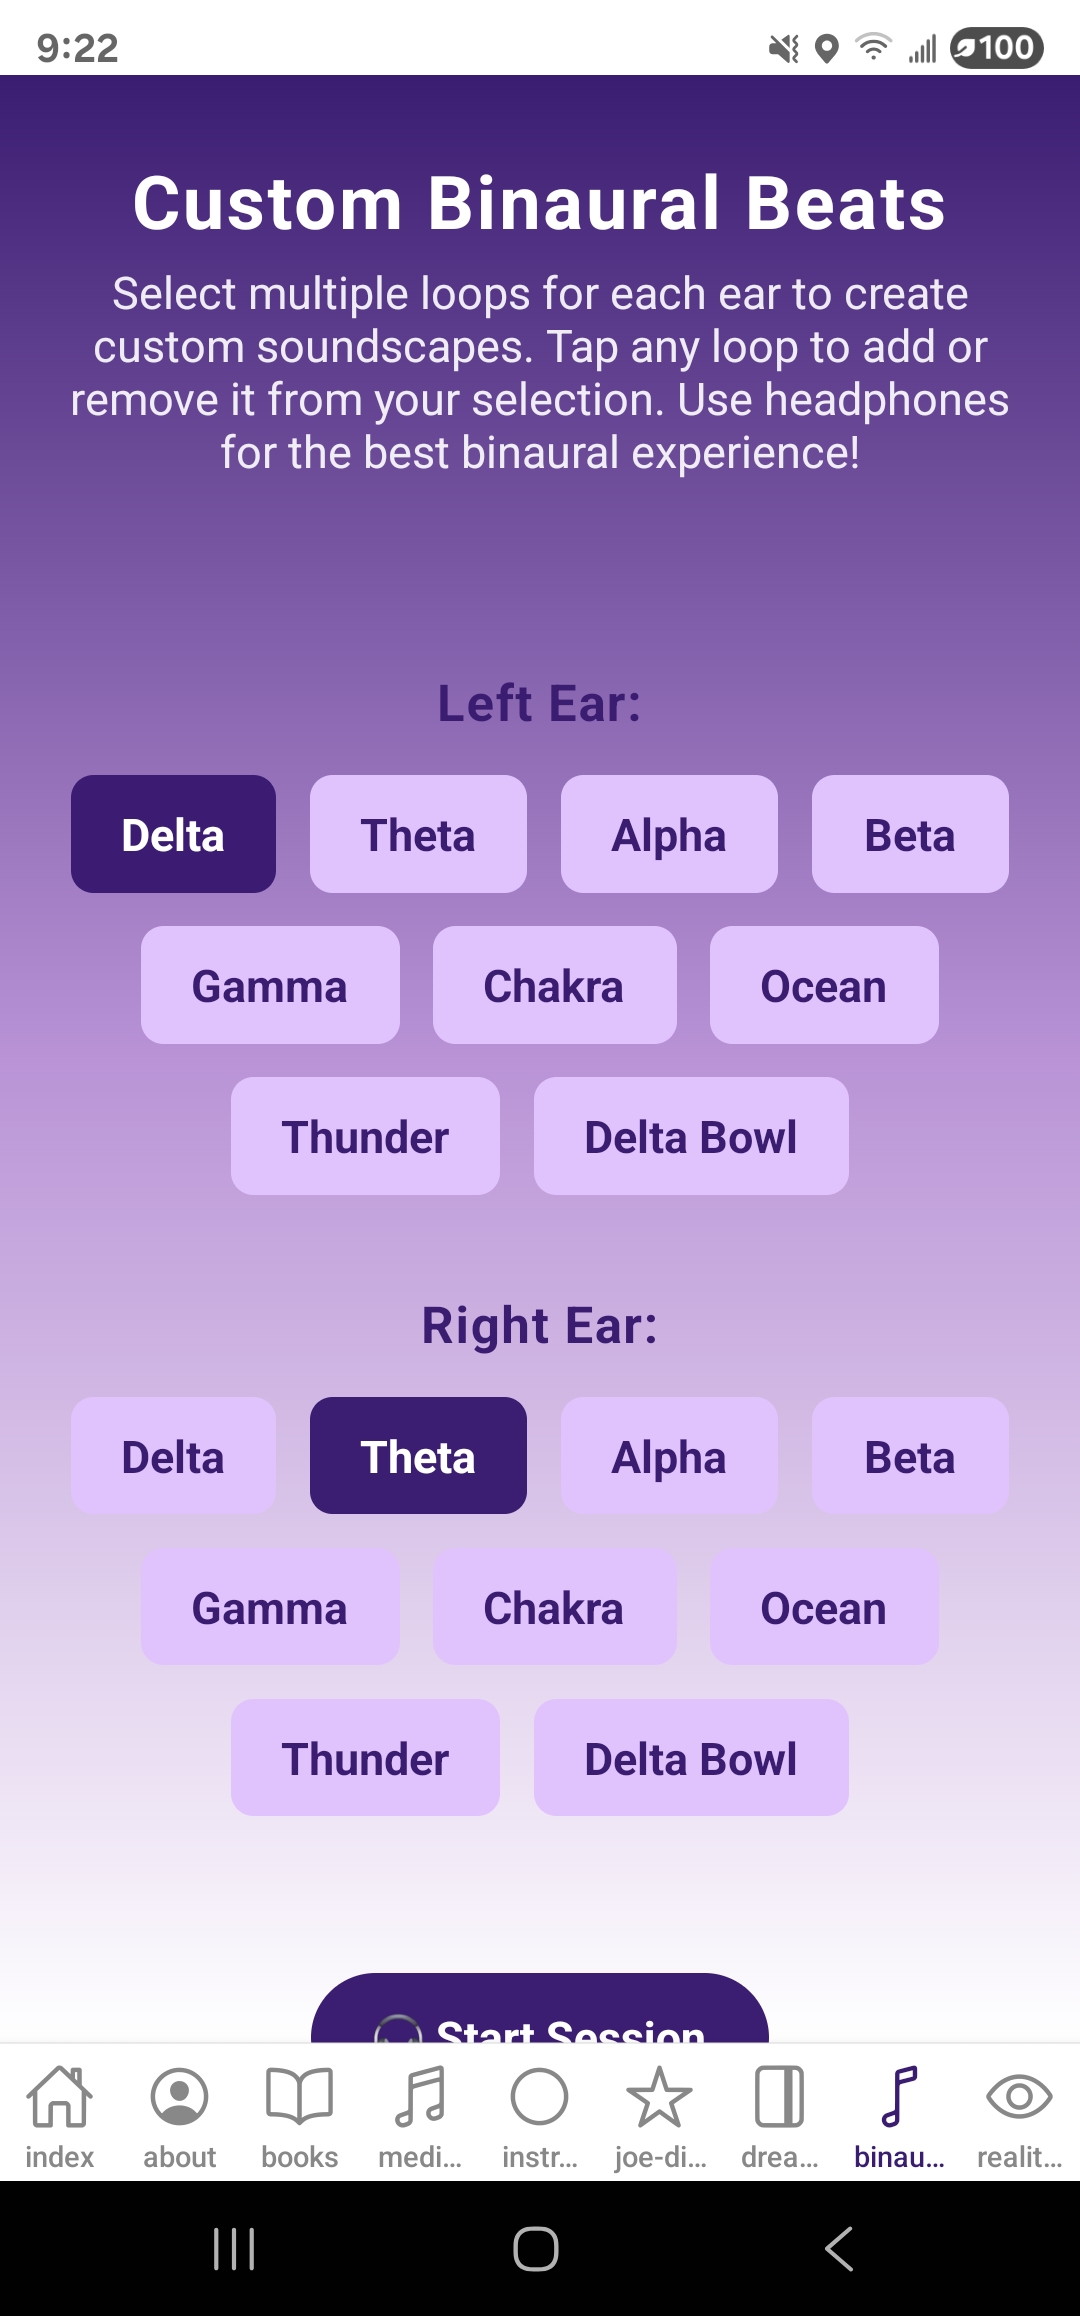 9:22
100
Custom Binaural Beats
Select multiple loops for each ear to create
custom soundscapes. Tap any loop to add or
remove it from your selection. Use headphones
for the best binaural experience!
Left Ear:
Delta Theta Alpha Beta
Gamma Chakra Ocean
Thunder Delta Bowl
Right Ear:
Delta Theta Alpha Beta
Gamma Chakra Ocean
Thunder Delta Bowl
🎧 Start Session
index about books medi... instr... joe-di... drea... binau... realit...